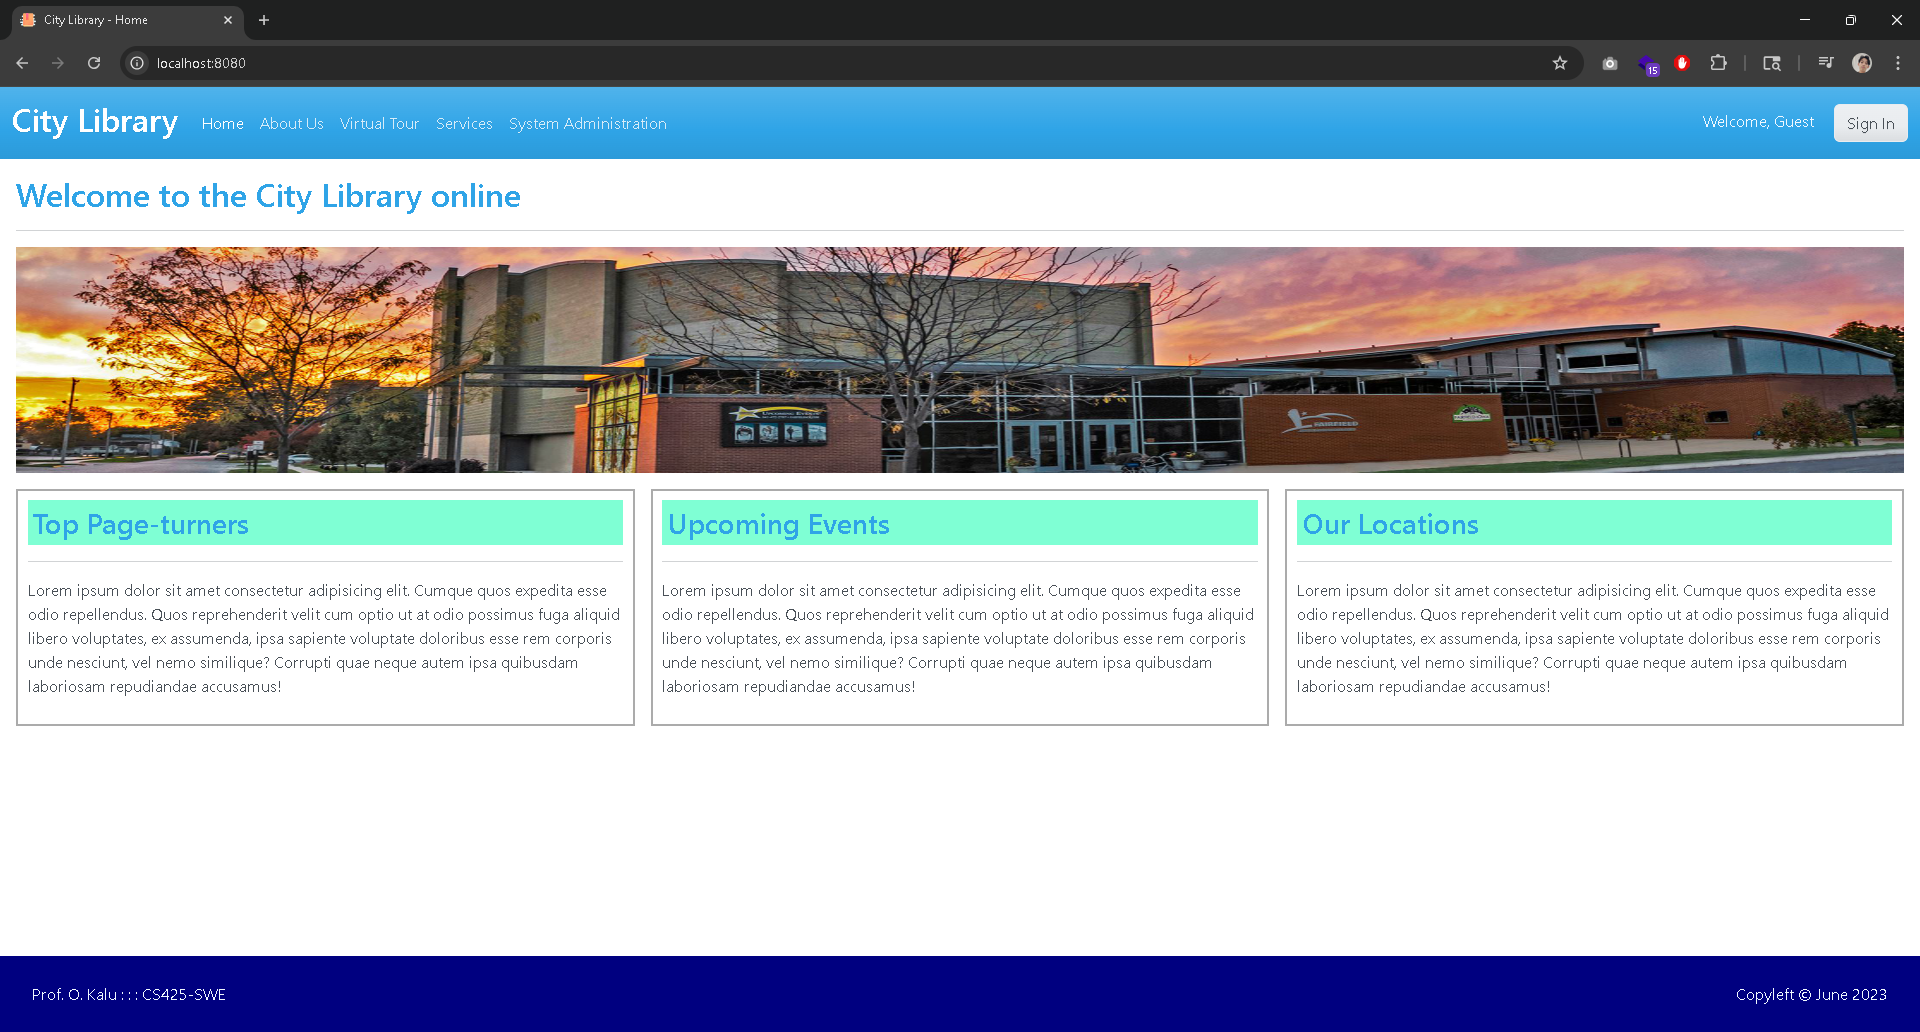 City Library - Home
localhost:8080
15
City Library Home About Us Virtual Tour Services System Administration Welcome, Guest Sign In
Welcome to the City Library online
UPCOMING EVENTS
FAIRFIELD
Top Page-turners
Lorem ipsum dolor sit amet consectetur adipisicing elit. Cumque quos expedita esse
odio repellendus. Quos reprehenderit velit cum optio ut at odio possimus fuga aliquid
libero voluptates, ex assumenda, ipsa sapiente voluptate doloribus esse rem corporis
unde nesciunt, vel nemo similique? Corrupti quae neque autem ipsa quibusdam
laboriosam repudiandae accusamus!
Upcoming Events
Lorem ipsum dolor sit amet consectetur adipisicing elit. Cumque quos expedita esse
odio repellendus. Quos reprehenderit velit cum optio ut at odio possimus fuga aliquid
libero voluptates, ex assumenda, ipsa sapiente voluptate doloribus esse rem corporis
unde nesciunt, vel nemo similique? Corrupti quae neque autem ipsa quibusdam
laboriosam repudiandae accusamus!
Our Locations
Lorem ipsum dolor sit amet consectetur adipisicing elit. Cumque quos expedita esse
odio repellendus. Quos reprehenderit velit cum optio ut at odio possimus fuga aliquid
libero voluptates, ex assumenda, ipsa sapiente voluptate doloribus esse rem corporis
unde nesciunt, vel nemo similique? Corrupti quae neque autem ipsa quibusdam
laboriosam repudiandae accusamus!
Prof. O. Kalu : : : CS425-SWE
Copyleft © June 2023